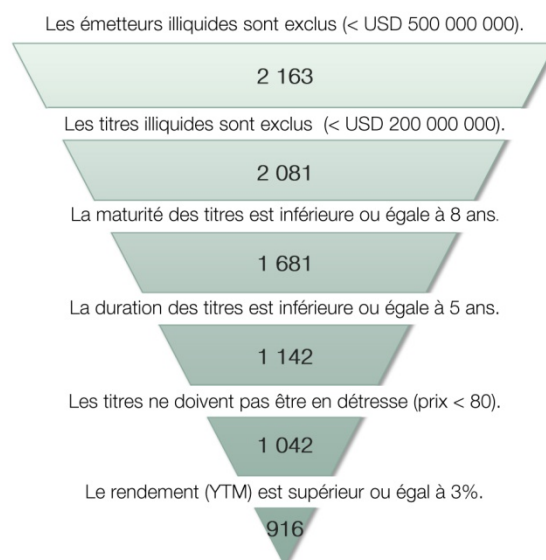 Les émetteurs illiquides sont exclus (< USD 500 000 000).
2 163
Les titres illiquides sont exclus (< USD 200 000 000).
2 081
La maturité des titres est inférieure ou égale à 8 ans.
1 681
La duration des titres est inférieure ou égale à 5 ans.
1 142
Les titres ne doivent pas être en détresse (prix < 80).
1 042
Le rendement (YTM) est supérieur ou égal à 3%.
916